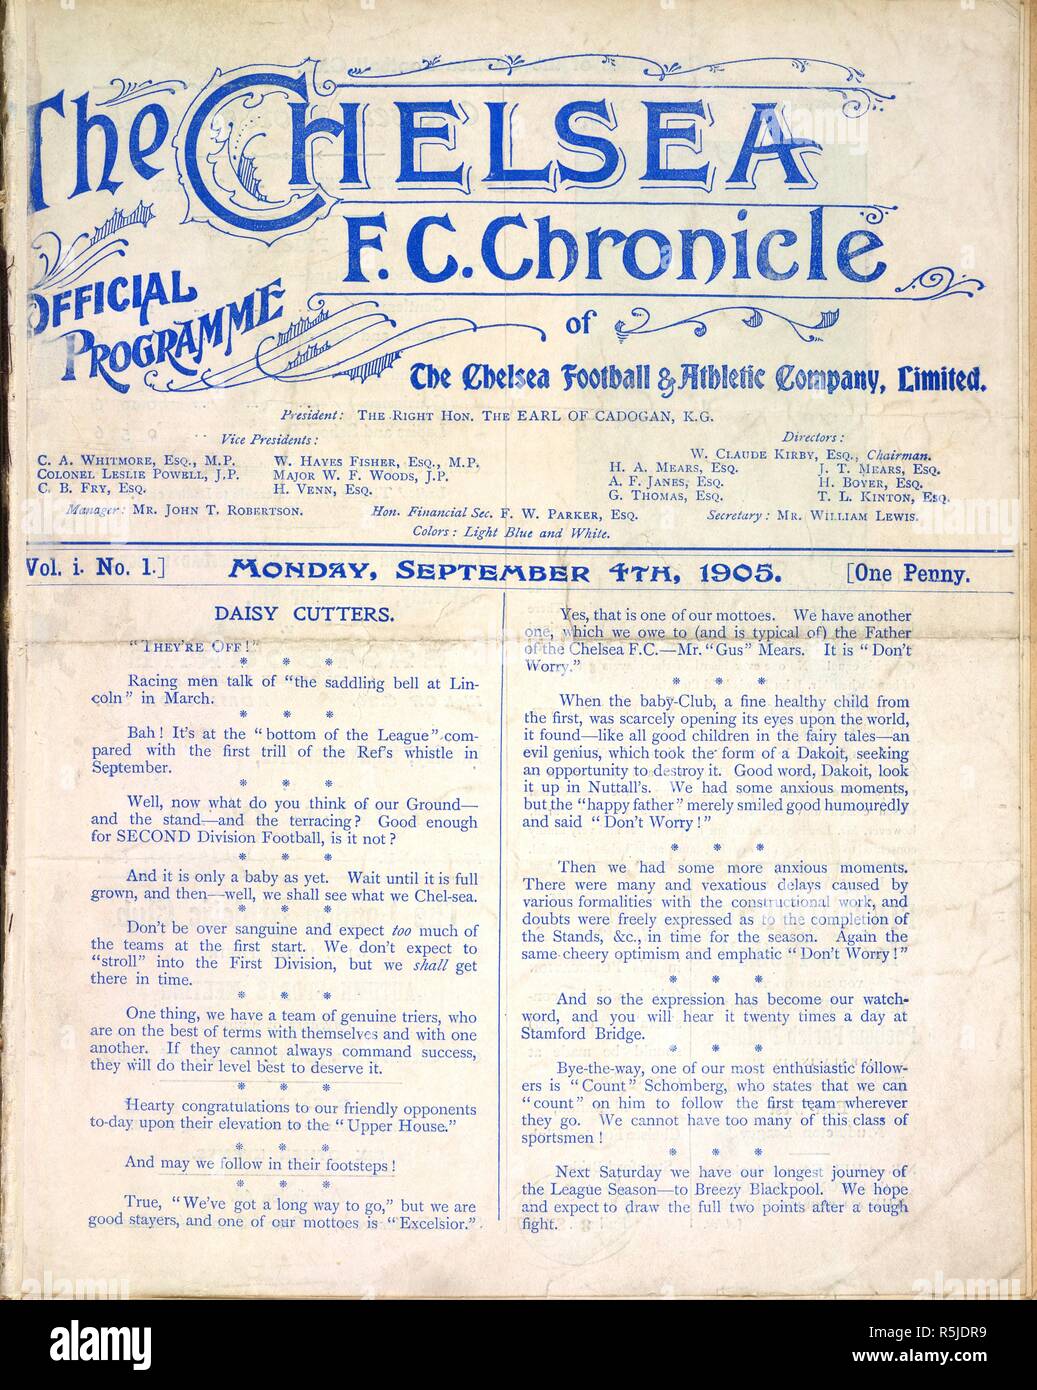 The CHELSEA
F.C. Chronicle
OFFICIAL
PROGRAMME
of
The Chelsea Football & Athletic Company, Limited.
President: THE RIGHT HON. THE EARL OF CADOGAN, K.G.
Vice Presidents:
C. A. WHITMORE, ESQ., M.P.
COLONEL LESLIE POWELL, J.P.
C. B. FRY, ESQ.
W. HAYES FISHER, ESQ., M.P.
MAJOR W. F. WOODS, J.P.
H. VENN, ESQ.
Directors:
W. CLAUDE KIRBY, ESQ., Chairman.
H. A. MEARS, ESQ.
A. F. JANES, ESQ.
G. THOMAS, ESQ.
J. T. MEARS, ESQ.
H. BOYER, ESQ.
T. L. KINTON, ESQ.
Manager: MR. JOHN T. ROBERTSON.
Hon. Financial Sec. F. W. PARKER, ESQ.
Secretary: MR. WILLIAM LEWIS.
Colors: Light Blue and White.
Vol. i. No. 1.]
MONDAY, SEPTEMBER 4TH, 1905.
[One Penny.
DAISY CUTTERS.
"THEY'RE OFF!"
* * *
Racing men talk of "the saddling bell at Lin-
coln" in March.
* * *
Bah! It's at the "bottom of the League" com-
pared with the first trill of the Ref's whistle in
September.
* * *
Well, now what do you think of our Ground—
and the stand—and the terracing? Good enough
for SECOND Division Football, is it not?
* * *
And it is only a baby as yet. Wait until it is full
grown, and then—well, we shall see what we Chel-sea.
* * *
Don't be over sanguine and expect too much of
the teams at the first start. We don't expect to
"stroll" into the First Division, but we shall get
there in time.
* * *
One thing, we have a team of genuine triers, who
are on the best of terms with themselves and with one
another. If they cannot always command success,
they will do their level best to deserve it.
* * *
Hearty congratulations to our friendly opponents
to-day upon their elevation to the "Upper House."
* * *
And may we follow in their footsteps!
* * *
True, "We've got a long way to go," but we are
good stayers, and one of our mottoes is "Excelsior."
Yes, that is one of our mottoes. We have another
one, which we owe to (and is typical of) the Father
of the Chelsea F.C.—Mr. "Gus" Mears. It is "Don't
Worry."
* * *
When the baby-Club, a fine healthy child from
the first, was scarcely opening its eyes upon the world,
it found—like all good children in the fairy tales—an
evil genius, which took the form of a Dakoit, seeking
an opportunity to destroy it. Good word, Dakoit, look
it up in Nuttall's. We had some anxious moments,
but the "happy father" merely smiled good humouredly
and said "Don't Worry!"
* * *
Then we had some more anxious moments.
There were many and vexatious delays caused by
various formalities with the constructional work, and
doubts were freely expressed as to the completion of
the Stands, &c., in time for the season. Again the
same cheery optimism and emphatic "Don't Worry!"
* * *
And so the expression has become our watch-
word, and you will hear it twenty times a day at
Stamford Bridge.
* * *
Bye-the-way, one of our most enthusiastic follow-
ers is "Count" Schomberg, who states that we can
"count" on him to follow the first team wherever
they go. We cannot have too many of this class of
sportsmen!
* * *
Next Saturday we have our longest journey of
the League Season—to Breezy Blackpool. We hope
and expect to draw the full two points after a tough
fight.
alamy
Image ID: R5JDR9
www.alamy.com